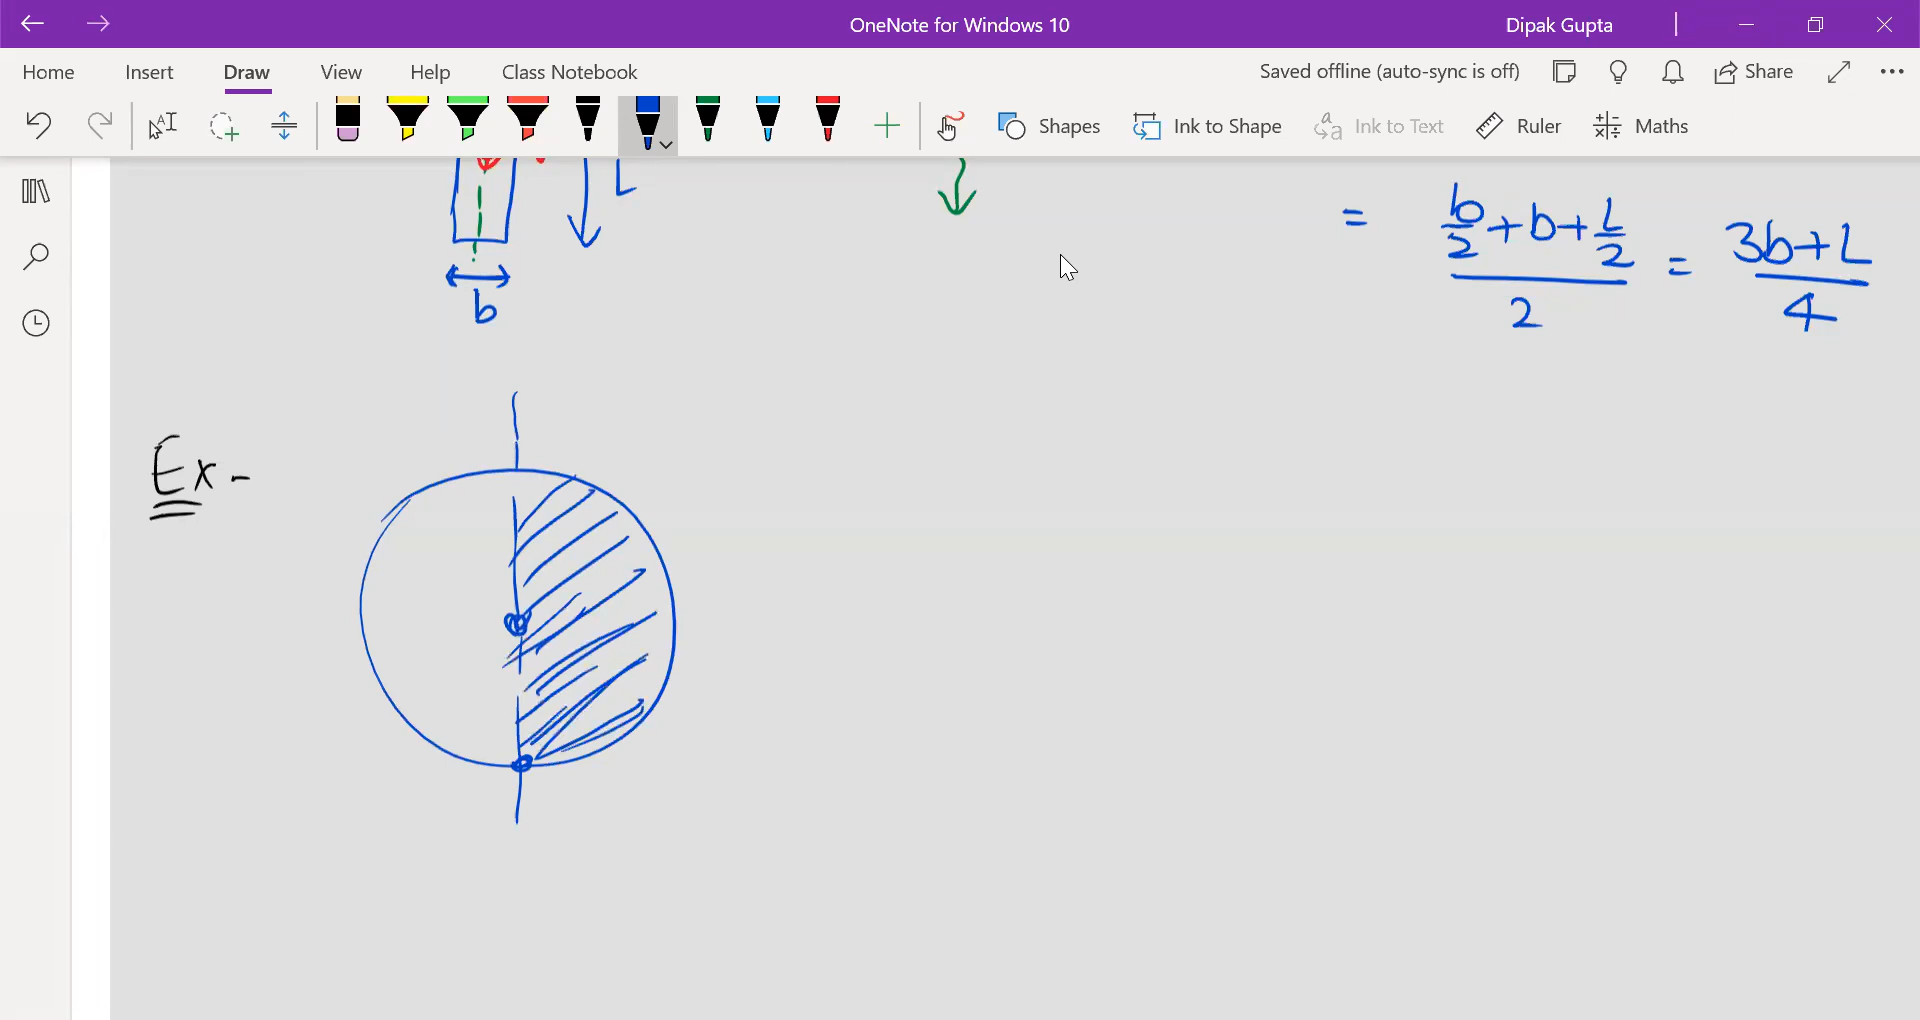 OneNote for Windows 10
Dipak Gupta
Home Insert Draw View Help Class Notebook
Saved offline (auto-sync is off) Share
Shapes Ink to Shape Ink to Text Ruler Maths
L
b
= (b/2 + b + L/2)/2 = (3b+L)/4
Ex -